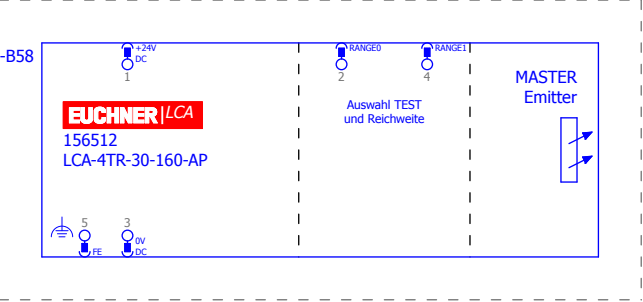 -B58
+24V
DC
1
RANGE0
2
RANGE1
4
MASTER
Emitter
EUCHNER LCA
156512
LCA-4TR-30-160-AP
Auswahl TEST
und Reichweite
5
FE
3
0V
DC